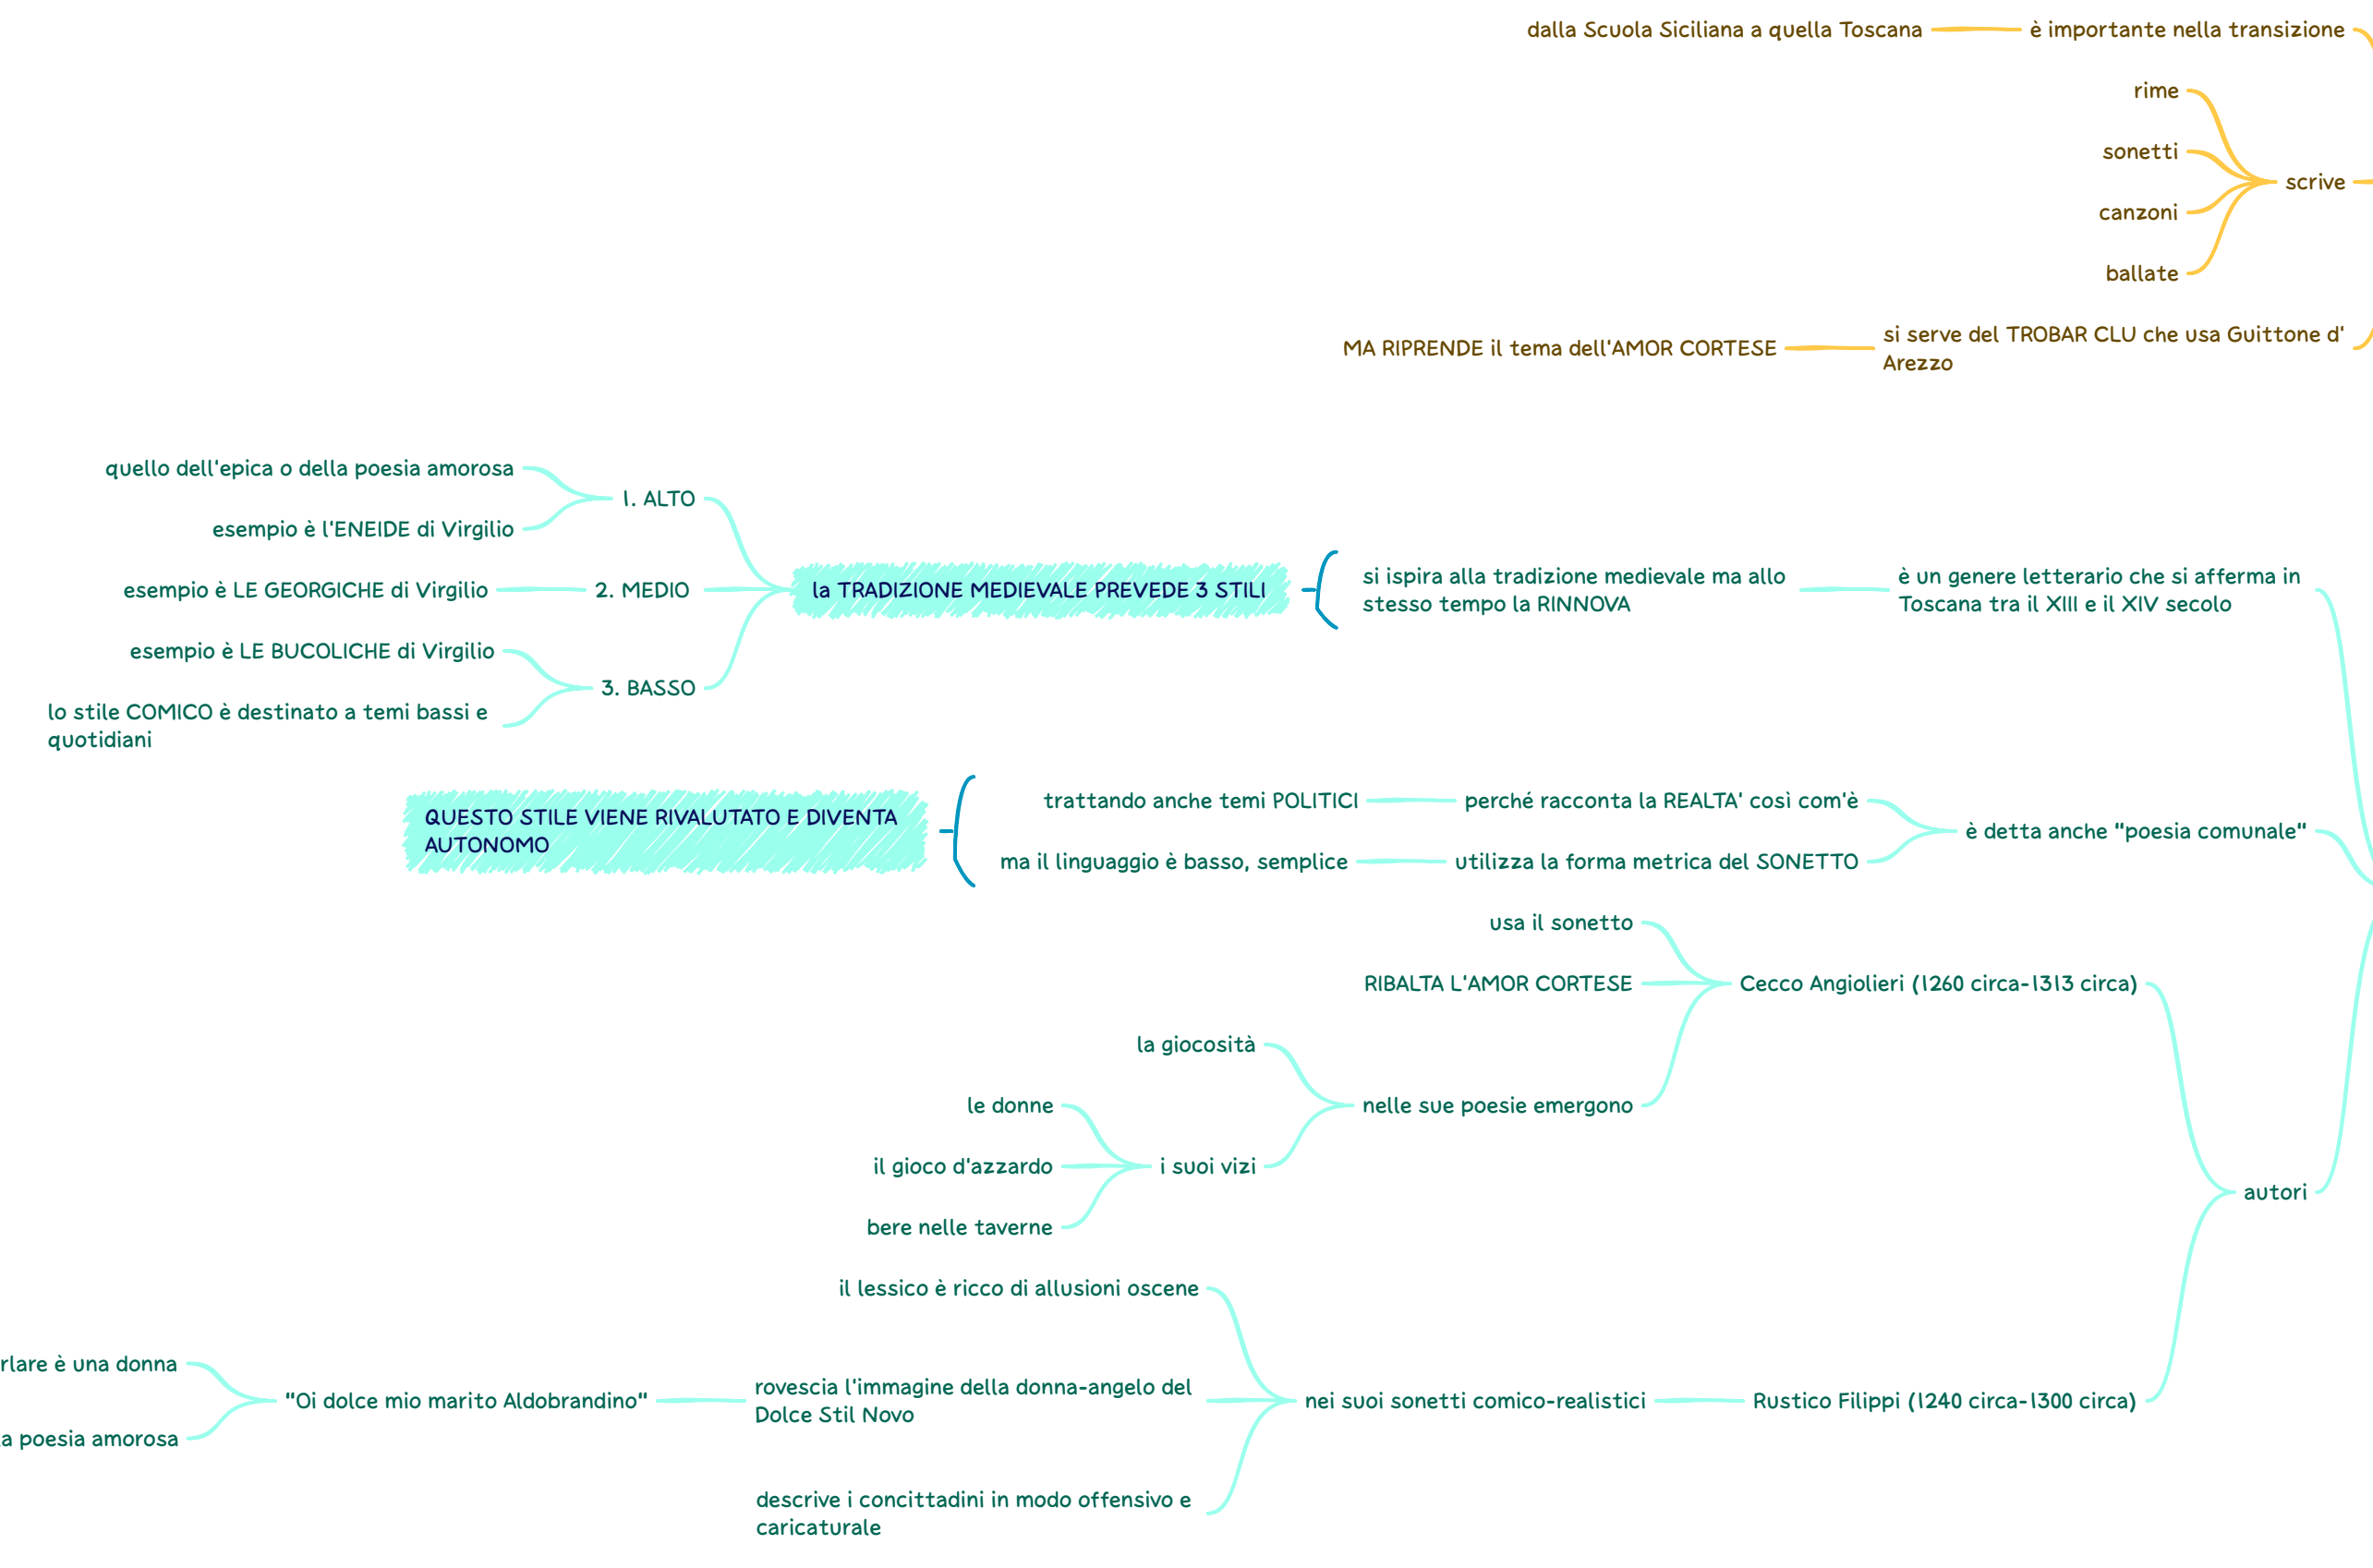 dalla Scuola Siciliana a quella Toscana
è importante nella transizione
rime
sonetti
scrive
canzoni
ballate
MA RIPRENDE il tema dell'AMOR CORTESE
si serve del TROBAR CLU che usa Guittone d'
Arezzo
quello dell'epica o della poesia amorosa
1. ALTO
esempio è l'ENEIDE di Virgilio
esempio è LE GEORGICHE di Virgilio
2. MEDIO
la TRADIZIONE MEDIEVALE PREVEDE 3 STILI
si ispira alla tradizione medievale ma allo
stesso tempo la RINNOVA
è un genere letterario che si afferma in
Toscana tra il XIII e il XIV secolo
esempio è LE BUCOLICHE di Virgilio
3. BASSO
lo stile COMICO è destinato a temi bassi e
quotidiani
QUESTO STILE VIENE RIVALUTATO E DIVENTA
AUTONOMO
trattando anche temi POLITICI
perché racconta la REALTA' così com'è
è detta anche "poesia comunale"
ma il linguaggio è basso, semplice
utilizza la forma metrica del SONETTO
usa il sonetto
RIBALTA L'AMOR CORTESE
Cecco Angiolieri (1260 circa-1313 circa)
la giocosità
le donne
nelle sue poesie emergono
il gioco d'azzardo
i suoi vizi
bere nelle taverne
autori
il lessico è ricco di allusioni oscene
rlare è una donna
"Oi dolce mio marito Aldobrandino"
rovescia l'immagine della donna-angelo del
Dolce Stil Novo
nei suoi sonetti comico-realistici
Rustico Filippi (1240 circa-1300 circa)
a poesia amorosa
descrive i concittadini in modo offensivo e
caricaturale